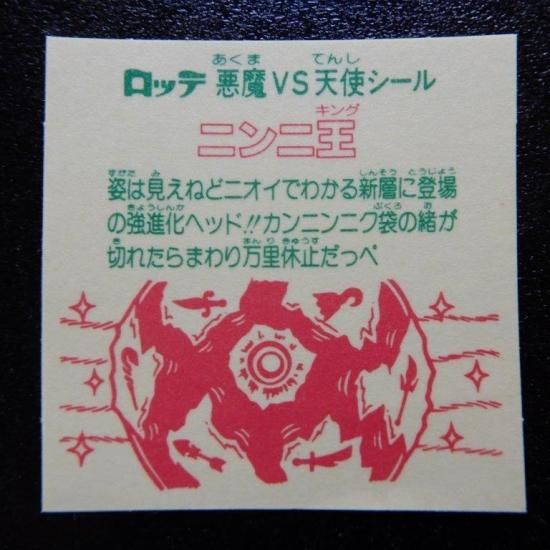 ロッテ 悪魔VS天使シール
ニンニ王
姿は見えねどニオイでわかる新層に登場
の強進化ヘッド!!カンニンニク袋の緒が
切れたらまわり万里休止だっぺ